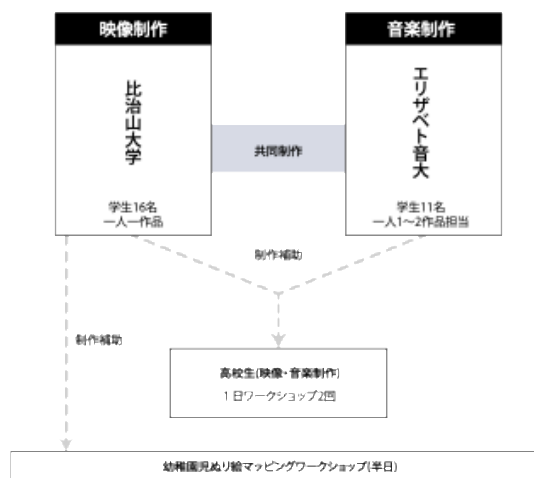 映像制作
音楽制作
比治山大学
エリザベト音大
共同制作
学生16名
一人一作品
学生11名
一人1〜2作品担当
制作補助
制作補助
高校生(映像・音楽制作)
1日ワークショップ2回
幼稚園児ぬり絵マッピングワークショップ(半日)